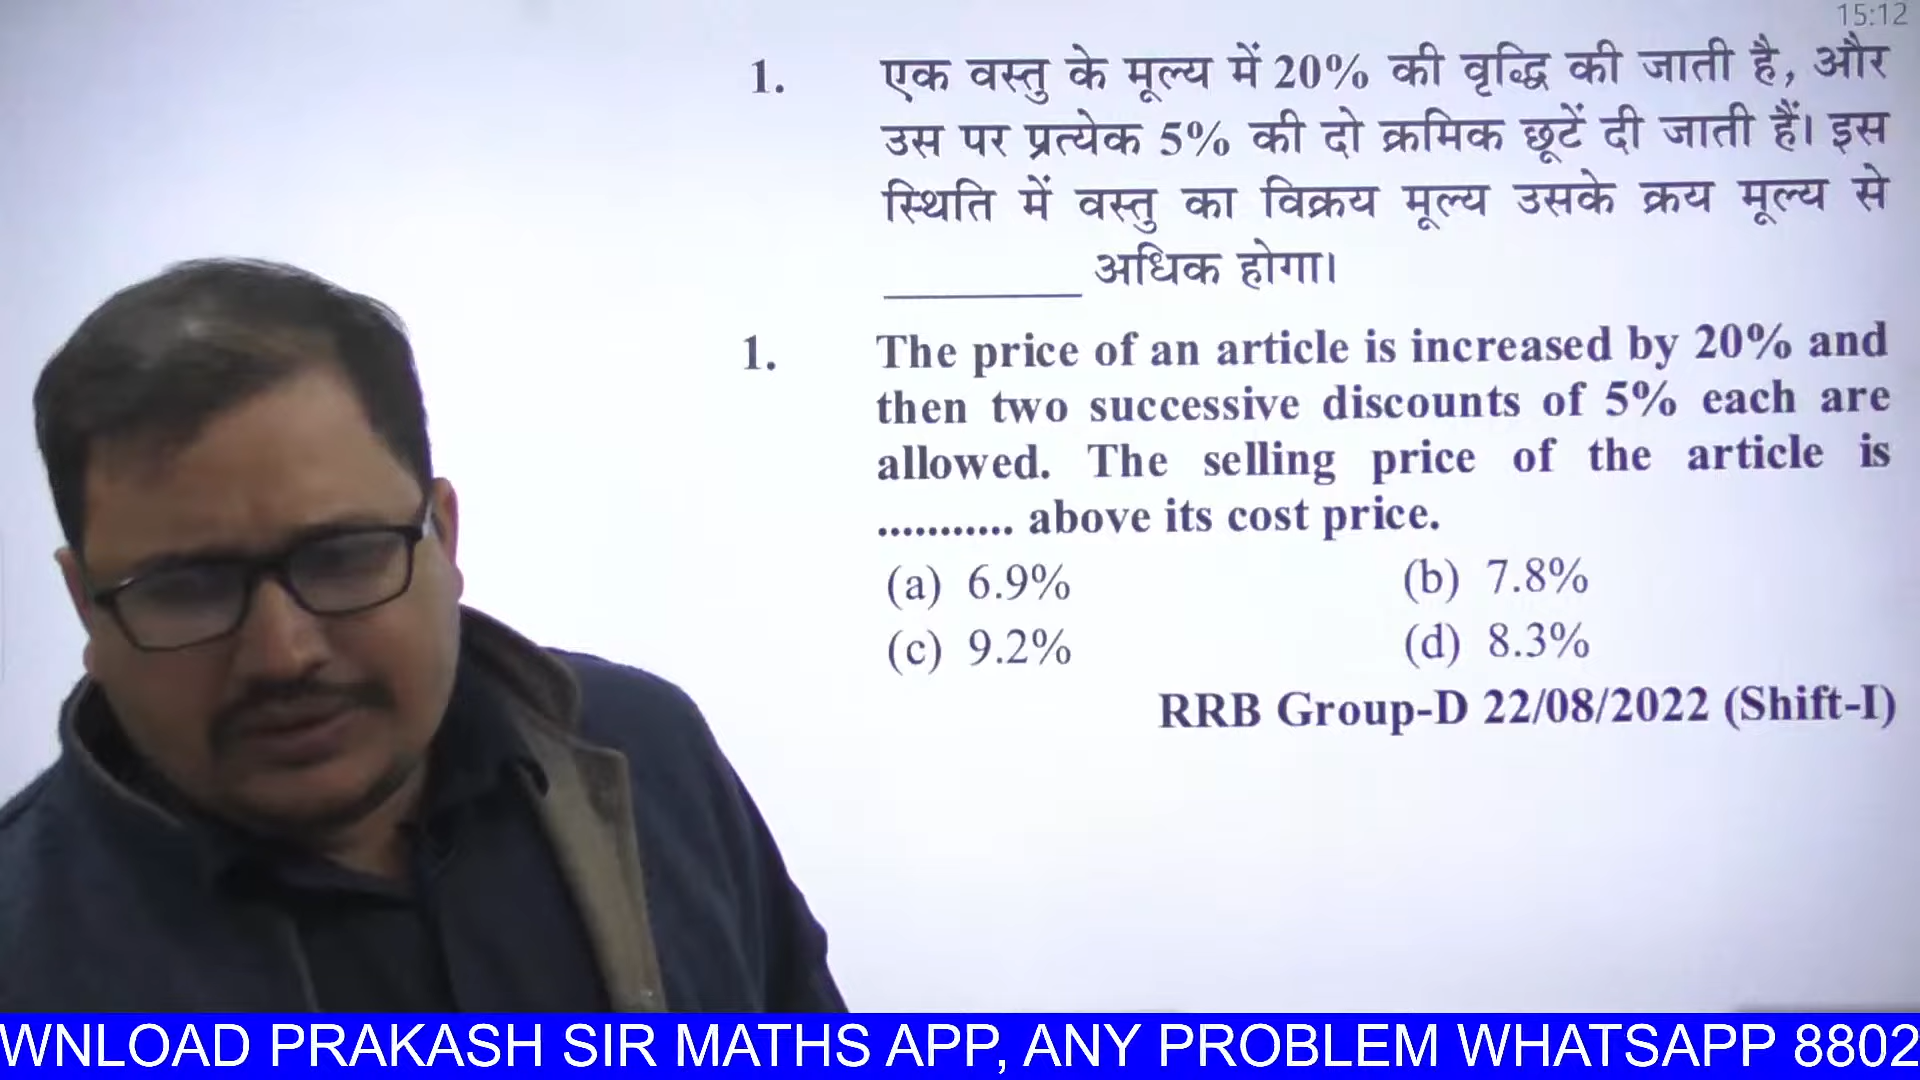 15:12
1. एक वस्तु के मूल्य में 20% की वृद्धि की जाती है, और
उस पर प्रत्येक 5% की दो क्रमिक छूटें दी जाती हैं। इस
स्थिति में वस्तु का विक्रय मूल्य उसके क्रय मूल्य से
_________ अधिक होगा।
1. The price of an article is increased by 20% and
then two successive discounts of 5% each are
allowed. The selling price of the article is
........... above its cost price.
(a) 6.9% (b) 7.8%
(c) 9.2% (d) 8.3%
RRB Group-D 22/08/2022 (Shift-I)
WNLOAD PRAKASH SIR MATHS APP, ANY PROBLEM WHATSAPP 8802